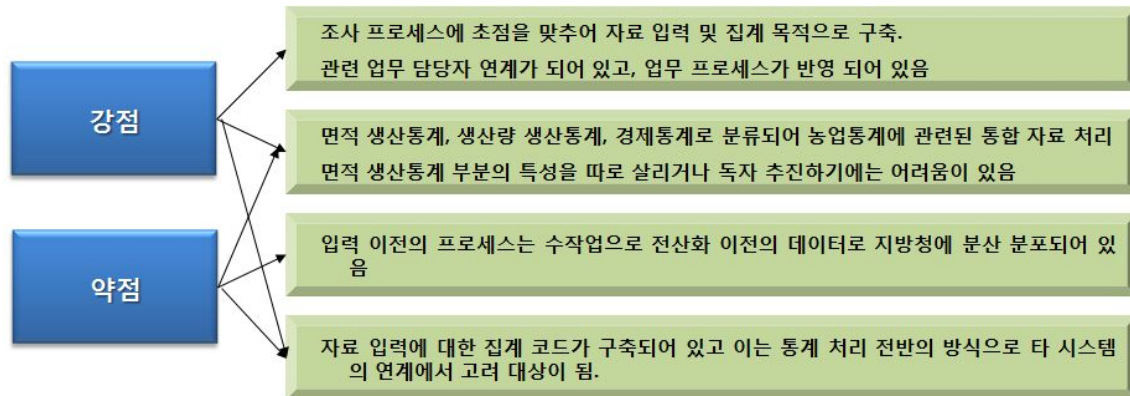 강점
조사 프로세스에 초점을 맞추어 자료 입력 및 집계 목적으로 구축.
관련 업무 담당자 연계가 되어 있고, 업무 프로세스가 반영 되어 있음
면적 생산통계, 생산량 생산통계, 경제통계로 분류되어 농업통계에 관련된 통합 자료 처리
면적 생산통계 부분의 특성을 따로 살리거나 독자 추진하기에는 어려움이 있음
약점
입력 이전의 프로세스는 수작업으로 전산화 이전의 데이터로 지방청에 분산 분포되어 있
음
자료 입력에 대한 집계 코드가 구축되어 있고 이는 통계 처리 전반의 방식으로 타 시스템
의 연계에서 고려 대상이 됨.